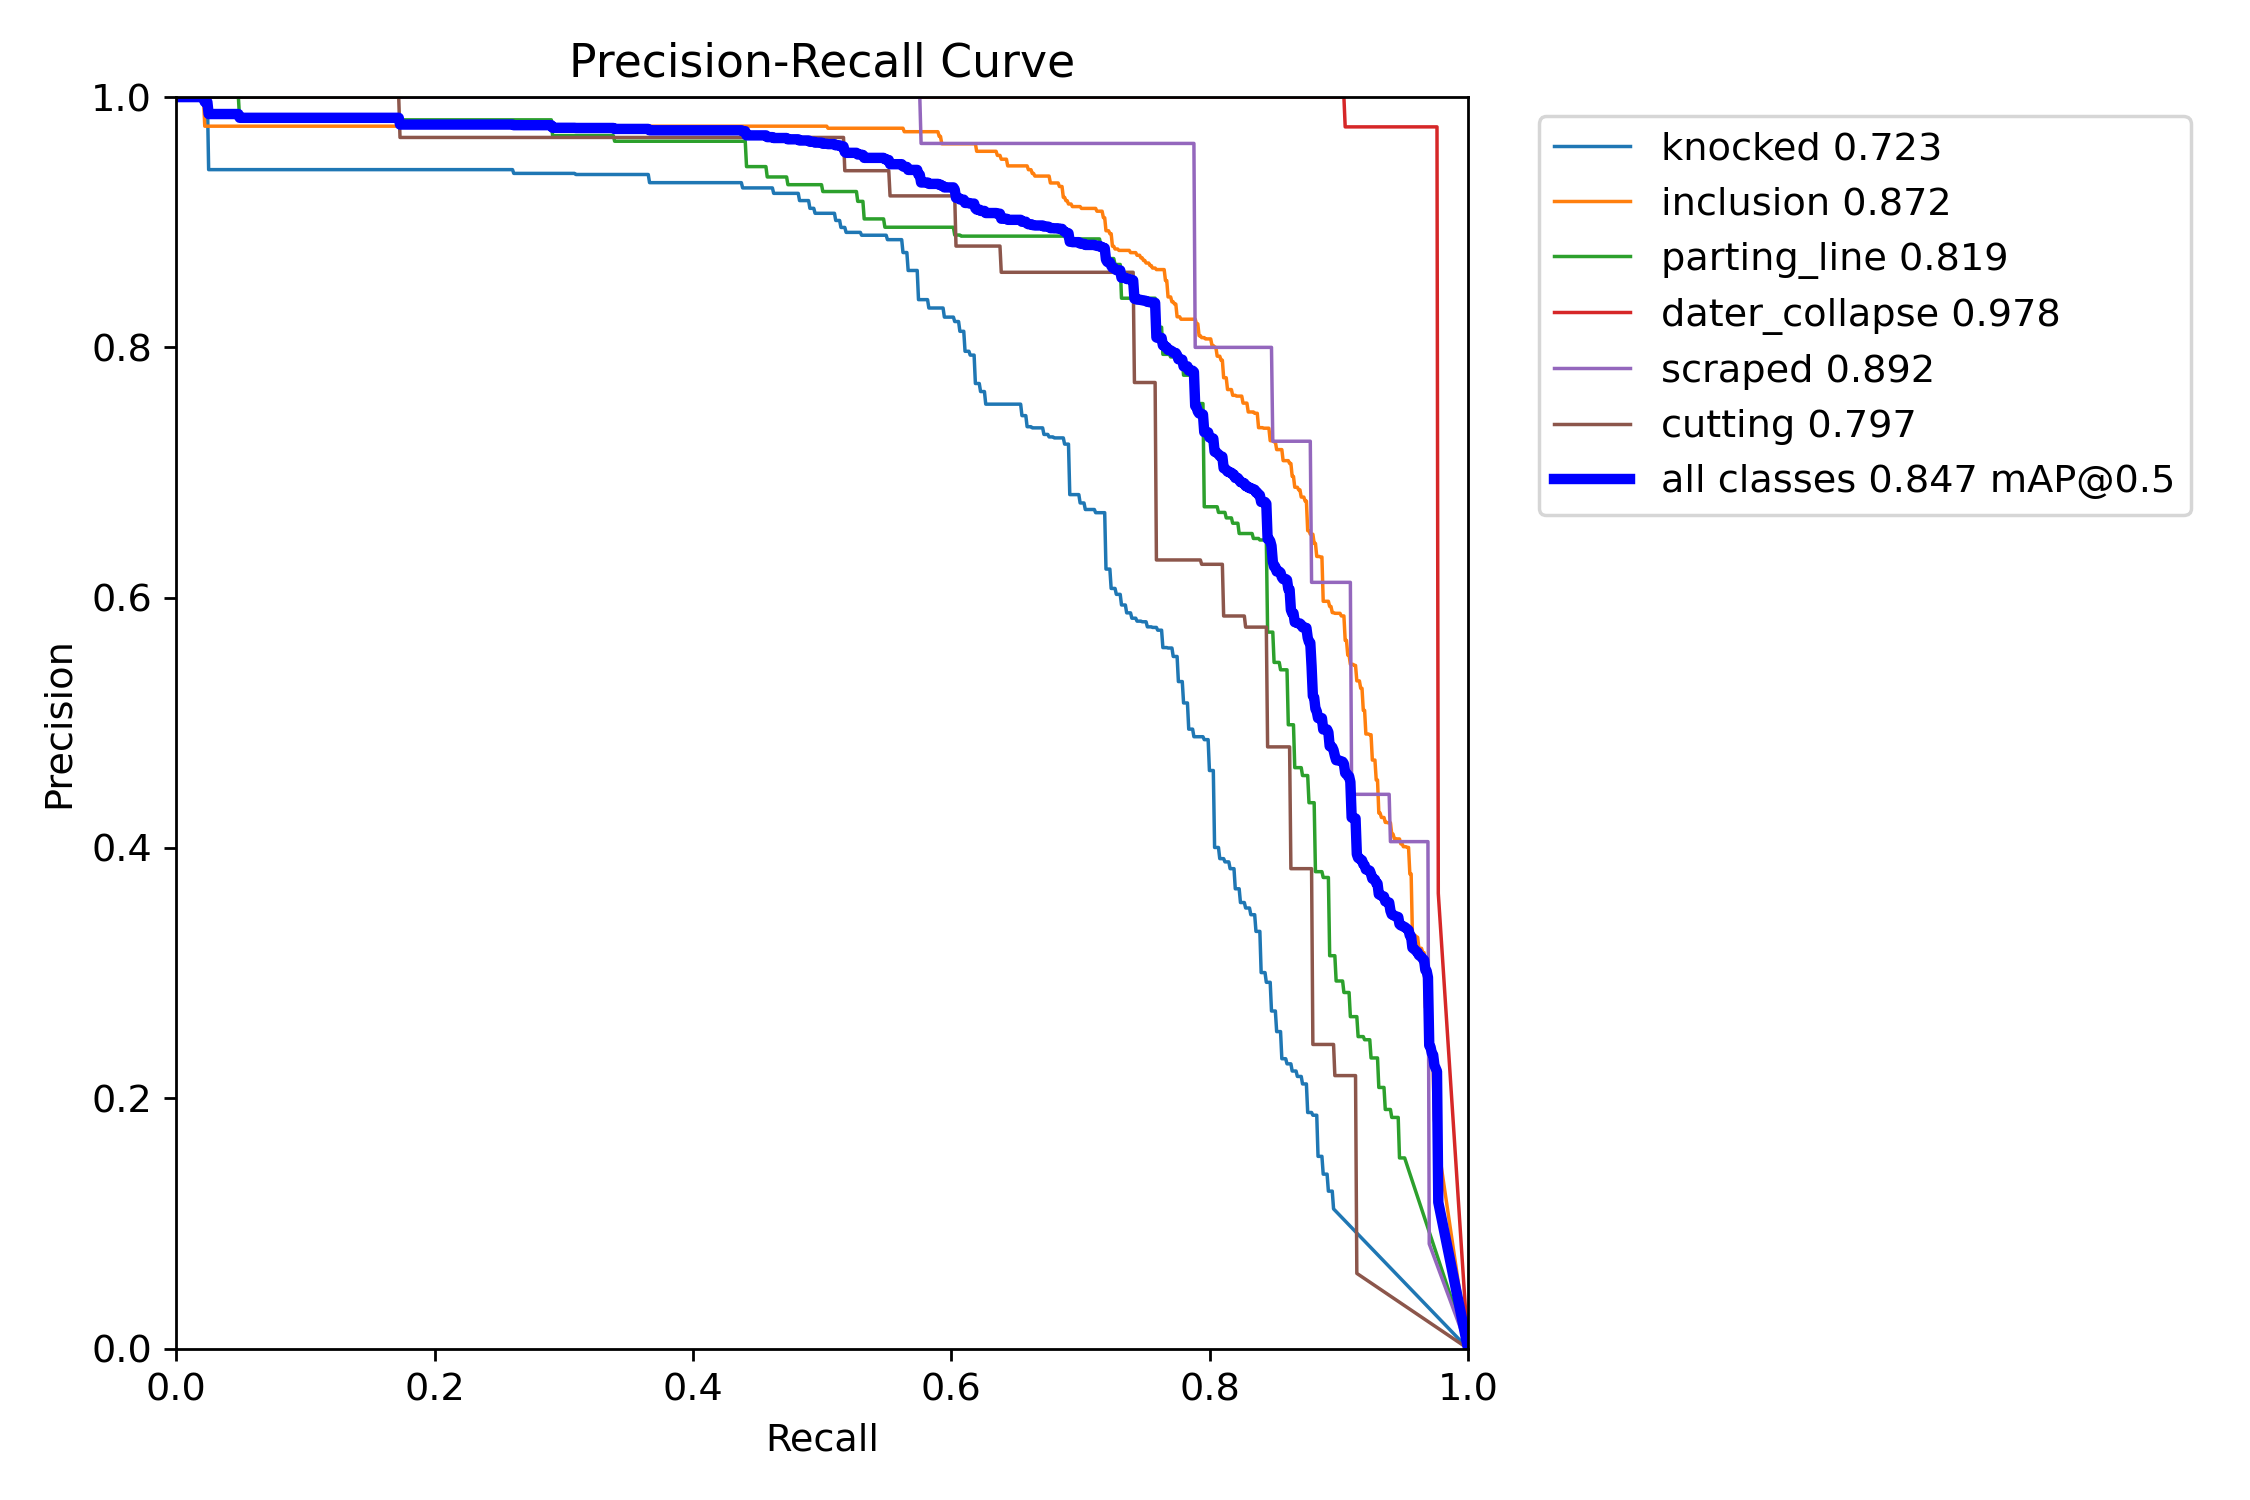 Precision-Recall Curve
1.0
0.8
0.6
0.4
0.2
0.0
Precision
0.0 0.2 0.4 0.6 0.8 1.0
Recall
knocked 0.723
inclusion 0.872
parting_line 0.819
dater_collapse 0.978
scraped 0.892
cutting 0.797
all classes 0.847 mAP@0.5